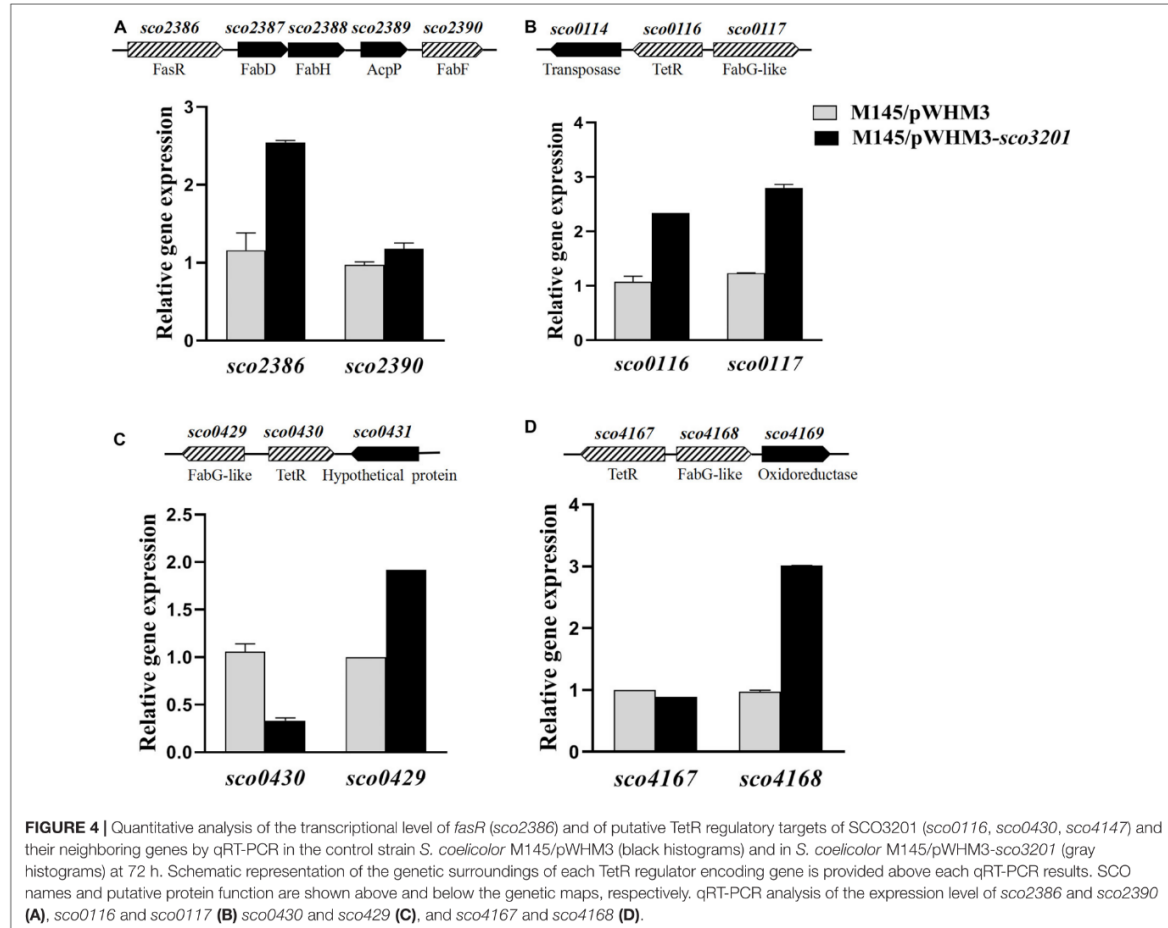 A
sco2386 sco2387 sco2388 sco2389 sco2390
FasR FabD FabH AcpP FabF
Relative gene expression
3
2
1
0
sco2386 sco2390
B
sco0114 sco0116 sco0117
Transposase TetR FabG-like
Relative gene expression
4
3
2
1
0
sco0116 sco0117
M145/pWHM3
M145/pWHM3-sco3201
C
sco0429 sco0430 sco0431
FabG-like TetR Hypothetical protein
Relative gene expression
2.5
2.0
1.5
1.0
0.5
0.0
sco0430 sco0429
D
sco4167 sco4168 sco4169
TetR FabG-like Oxidoreductase
Relative gene expression
4
3
2
1
0
sco4167 sco4168
FIGURE 4 | Quantitative analysis of the transcriptional level of fasR (sco2386) and of putative TetR regulatory targets of SCO3201 (sco0116, sco0430, sco4147) and
their neighboring genes by qRT-PCR in the control strain S. coelicolor M145/pWHM3 (black histograms) and in S. coelicolor M145/pWHM3-sco3201 (gray
histograms) at 72 h. Schematic representation of the genetic surroundings of each TetR regulator encoding gene is provided above each qRT-PCR results. SCO
names and putative protein function are shown above and below the genetic maps, respectively. qRT-PCR analysis of the expression level of sco2386 and sco2390
(A), sco0116 and sco0117 (B) sco0430 and sco429 (C), and sco4167 and sco4168 (D).